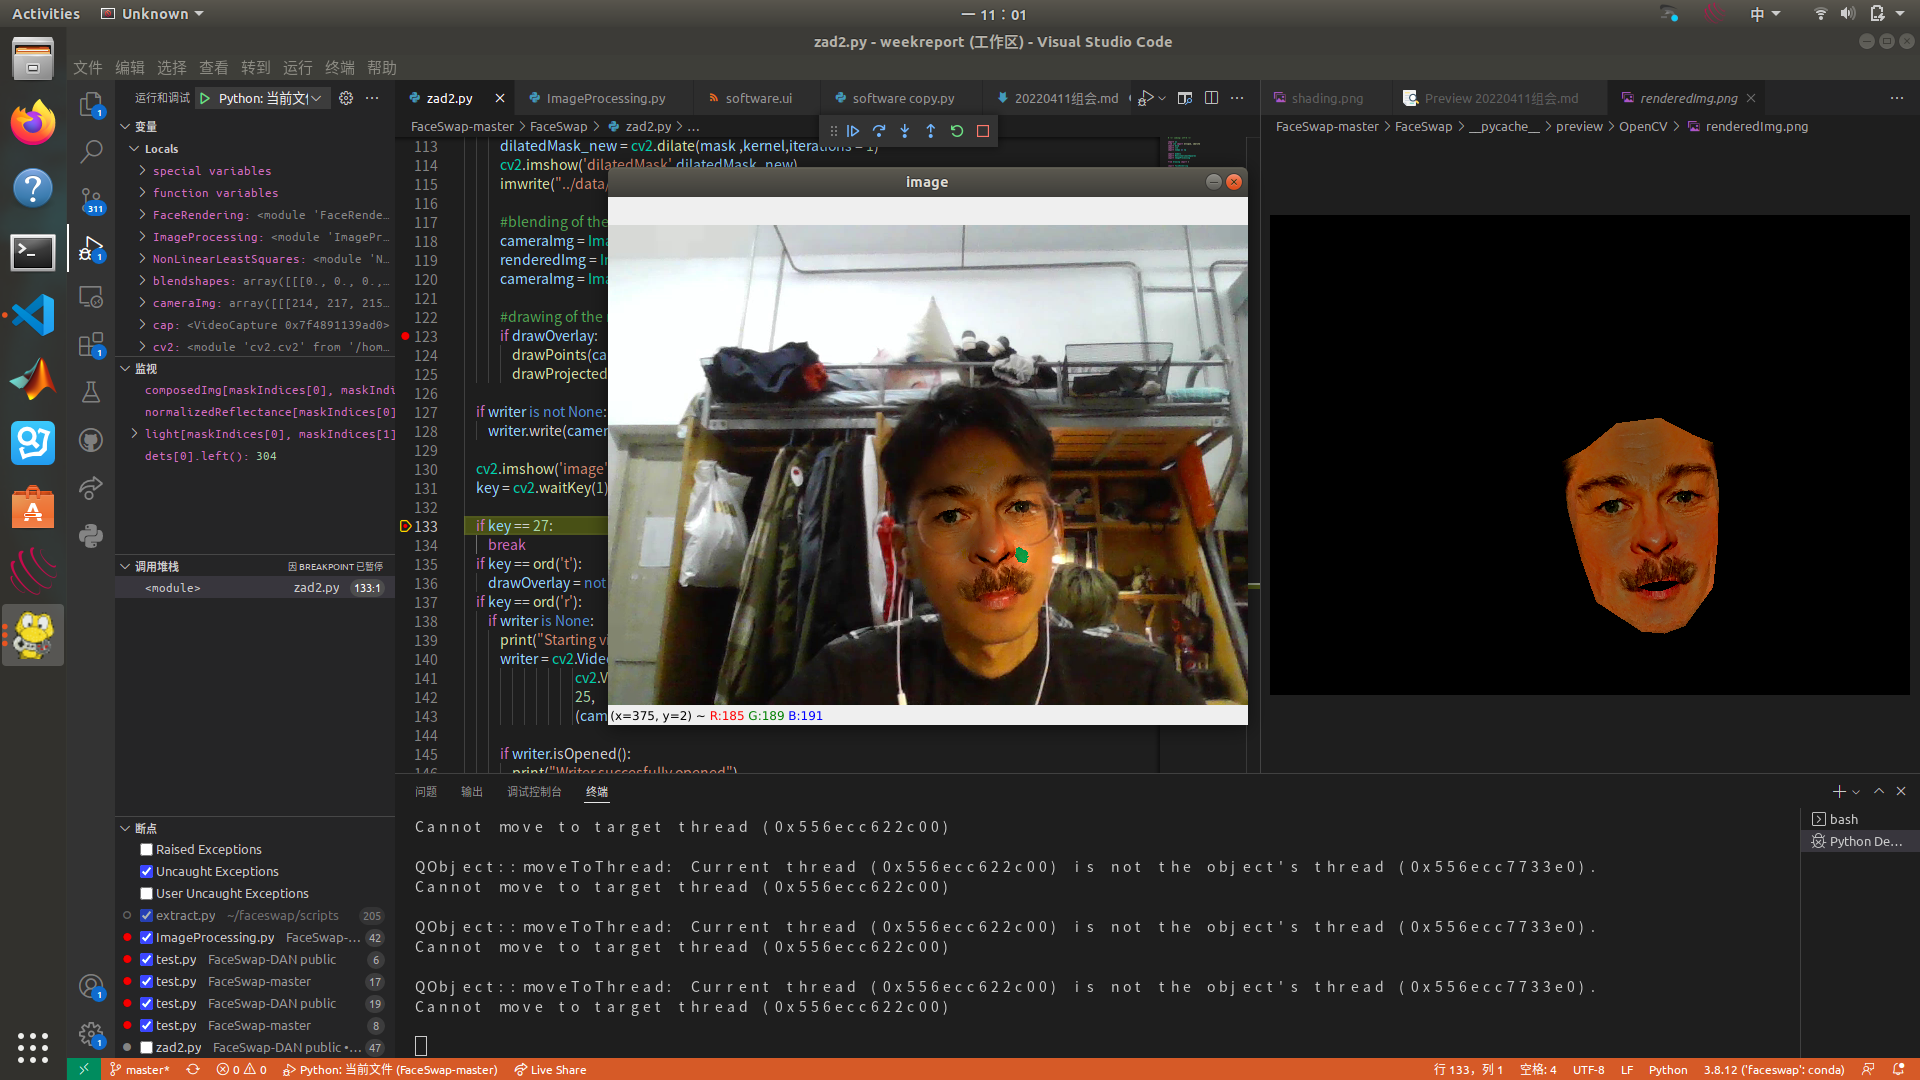 Activities
Unknown
一 11：01
中
zad2.py - weekreport (工作区) - Visual Studio Code
文件 编辑 选择 查看 转到 运行 终端 帮助
运行和调试
Python: 当前文件
变量
Locals
special variables
function variables
FaceRendering: <module 'FaceRende…
ImageProcessing: <module 'ImagePr…
NonLinearLeastSquares: <module 'N…
blendshapes: array([[[0., 0., 0.,…
cameraImg: array([[[214, 217, 215…
cap: <VideoCapture 0x7f4891139ad0>
cv2: <module 'cv2.cv2' from '/hom…
监视
composedImg[maskIndices[0], maskIndi
normalizedReflectance[maskIndices[0]
light[maskIndices[0], maskIndices[1]
dets[0].left(): 304
调用堆栈
因 BREAKPOINT 已暂停
<module> zad2.py 133:1
断点
Raised Exceptions
Uncaught Exceptions
User Uncaught Exceptions
extract.py ~/faceswap/scripts 205
ImageProcessing.py FaceSwap-… 42
test.py FaceSwap-DAN public 6
test.py FaceSwap-master 17
test.py FaceSwap-DAN public 19
test.py FaceSwap-master 8
zad2.py FaceSwap-DAN public •… 47
zad2.py
ImageProcessing.py
software.ui
software copy.py
20220411组会.md
FaceSwap-master > FaceSwap > zad2.py > …
113 dilatedMask_new = cv2.dilate(mask ,kernel,iterations = 1)
114 cv2.imshow('dilatedMask',dilatedMask_new)
115 imwrite("../data/
116
117 #blending of the
118 cameraImg = Ima
119 renderedImg = I
120 cameraImg = Ima
121
122 #drawing of the
123 if drawOverlay:
124 drawPoints(ca
125 drawProjected
126
127 if writer is not None:
128 writer.write(camer
129
130 cv2.imshow('image'
131 key = cv2.waitKey(1)
132
133 if key == 27:
134 break
135 if key == ord('t'):
136 drawOverlay = not
137 if key == ord('r'):
138 if writer is None:
139 print("Starting vi
140 writer = cv2.Video
141 cv2.V
142 25,
143 (cam
144
145 if writer.isOpened():
146 print("Writer succesfully opened")
image
(x=375, y=2) ~ R:185 G:189 B:191
shading.png
Preview 20220411组会.md
renderedImg.png
FaceSwap-master > FaceSwap > __pycache__ > preview > OpenCV > renderedImg.png
问题 输出 调试控制台 终端
Cannot move to target thread (0x556ecc622c00)
QObject::moveToThread: Current thread (0x556ecc622c00) is not the object's thread (0x556ecc7733e0).
Cannot move to target thread (0x556ecc622c00)
QObject::moveToThread: Current thread (0x556ecc622c00) is not the object's thread (0x556ecc7733e0).
Cannot move to target thread (0x556ecc622c00)
QObject::moveToThread: Current thread (0x556ecc622c00) is not the object's thread (0x556ecc7733e0).
Cannot move to target thread (0x556ecc622c00)
bash
Python De…
master*
0 0
Python: 当前文件 (FaceSwap-master)
Live Share
行 133，列 1
空格: 4
UTF-8
LF
Python
3.8.12 ('faceswap': conda)
1
311
1
1
1
1